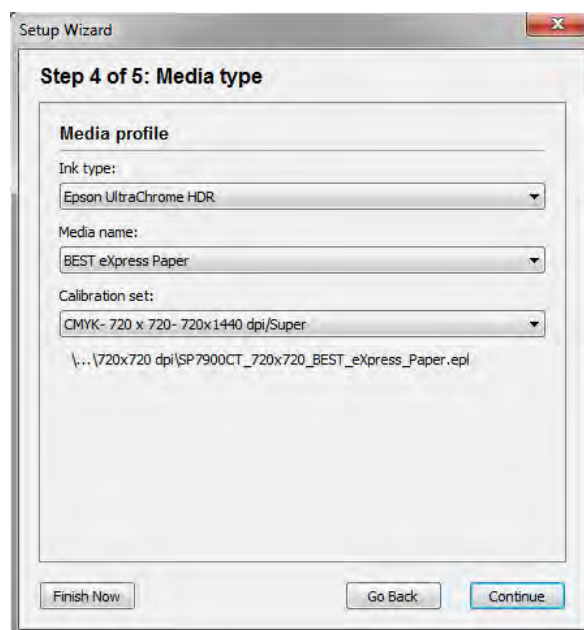 Setup Wizard
Step 4 of 5: Media type
Media profile
Ink type:
Epson UltraChrome HDR
Media name:
BEST eXpress Paper
Calibration set:
CMYK- 720 x 720- 720x1440 dpi/Super
\...\720x720 dpi\SP7900CT_720x720_BEST_eXpress_Paper.epl
Finish Now Go Back Continue